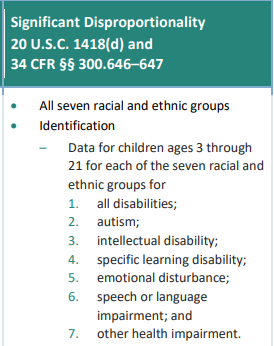 Significant Disproportionality
20 U.S.C. 1418(d) and
34 CFR §§ 300.646–647
• All seven racial and ethnic groups
• Identification
– Data for children ages 3 through
21 for each of the seven racial and
ethnic groups for
1. all disabilities;
2. autism;
3. intellectual disability;
4. specific learning disability;
5. emotional disturbance;
6. speech or language
impairment; and
7. other health impairment.